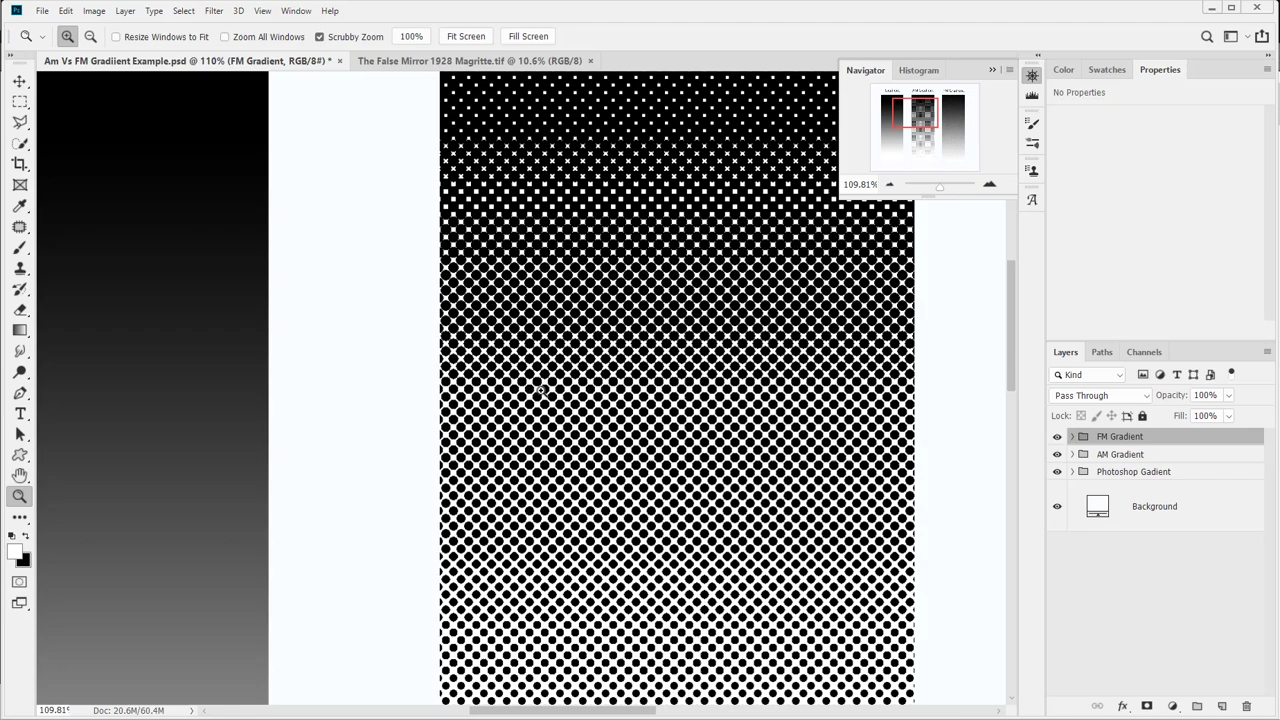 Ps File Edit Image Layer Type Select Filter 3D View Window Help
Resize Windows to Fit Zoom All Windows Scrubby Zoom 100% Fit Screen Fill Screen
Am Vs FM Gradiient Example.psd @ 110% (FM Gradient, RGB/8#) * × The False Mirror 1928 Magritte.tif @ 10.6% (RGB/8) ×
Navigator Histogram
109.81%
Color Swatches Properties
No Properties
Layers Paths Channels
Kind
Pass Through Opacity: 100%
Lock: Fill: 100%
FM Gradient
AM Gradient
Photoshop Gadient
Background
109.81% Doc: 20.6M/60.4M